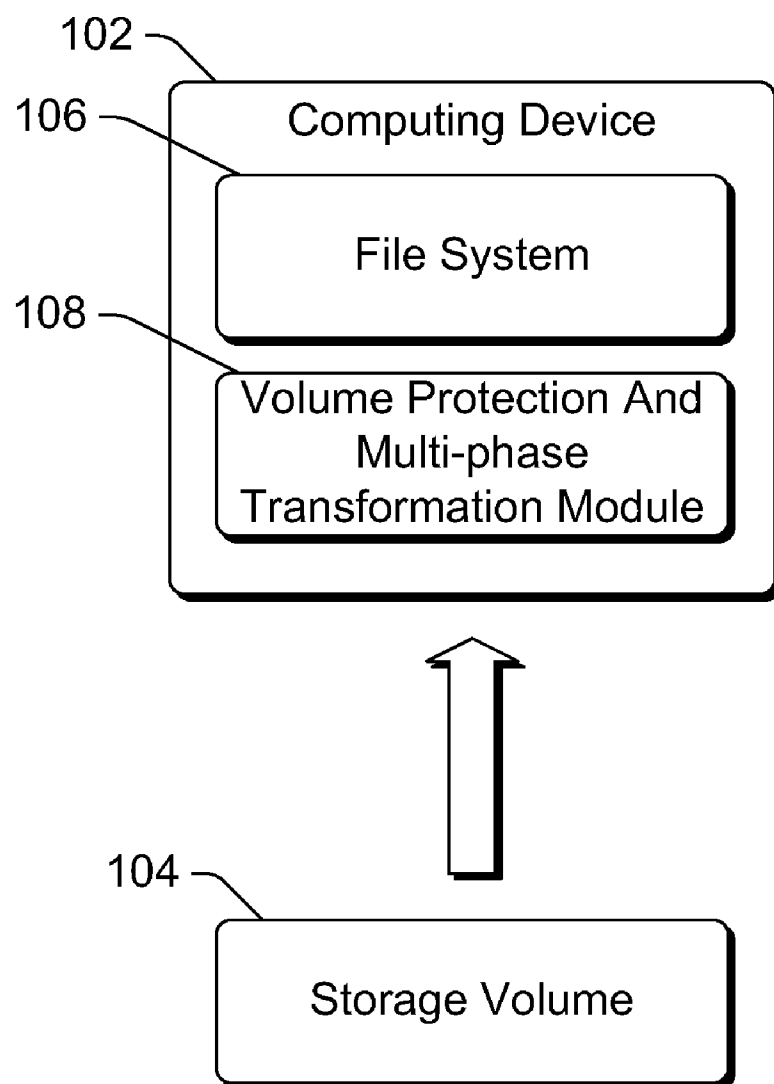 102
Computing Device
106
File System
108
Volume Protection And
Multi-phase
Transformation Module
104
Storage Volume